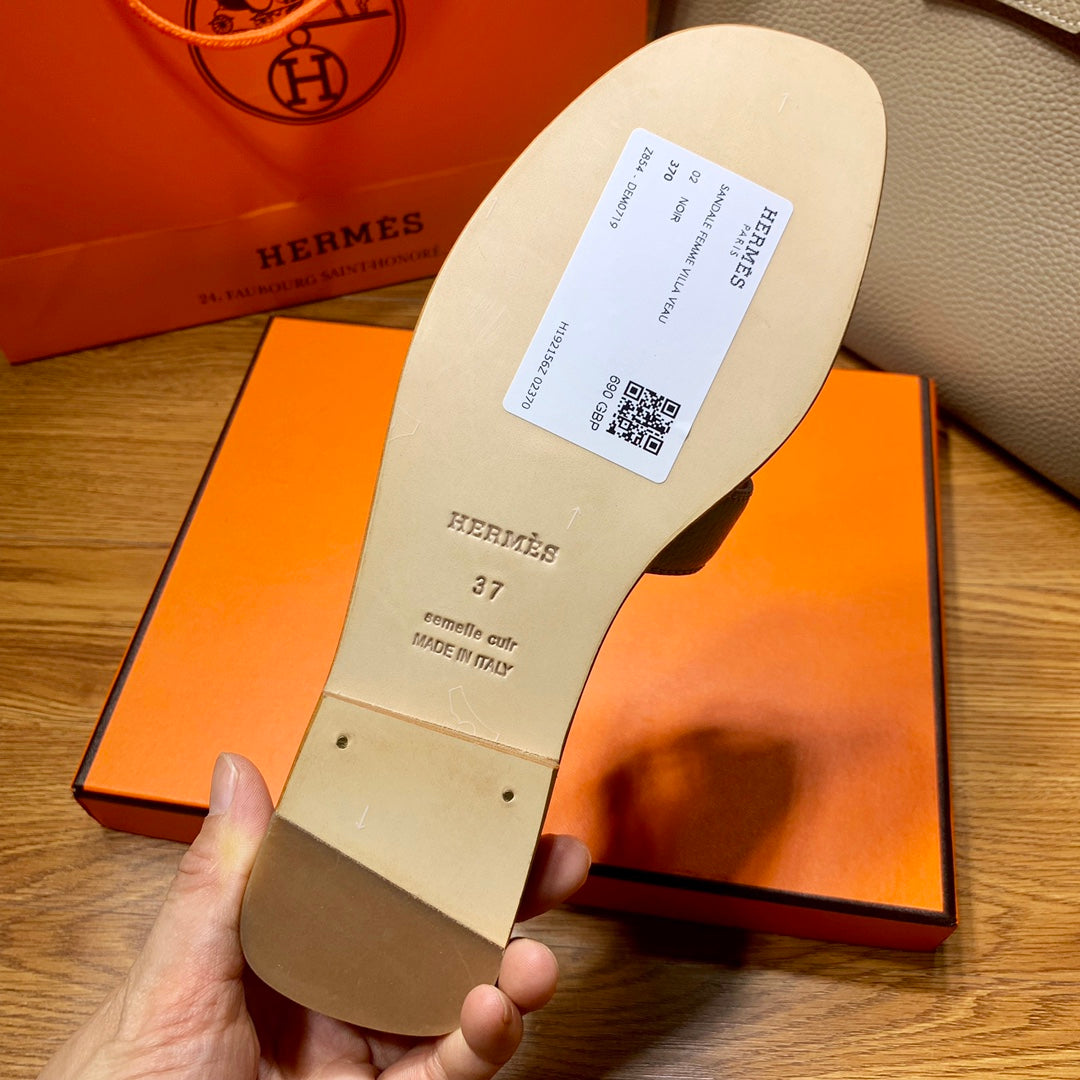 H
HERMÈS
24, FAUBOURG SAINT-HONORÉ
HERMÈS
PARIS
SANDALE FEMME VILLA VEAU
02 NOIR
370
Z854 - DEM0719
H192156Z 02370
690 GBP
HERMÈS
37
semelle cuir
MADE IN ITALY